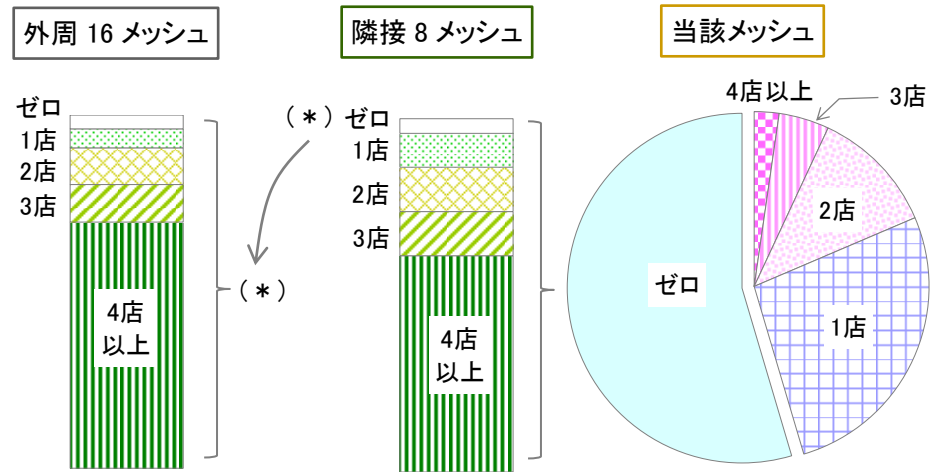 外周 16 メッシュ
隣接 8 メッシュ
当該メッシュ
ゼロ
1店
2店
3店
4店
以上
(*)
(*)
ゼロ
1店
2店
3店
4店
以上
4店以上
3店
2店
1店
ゼロ